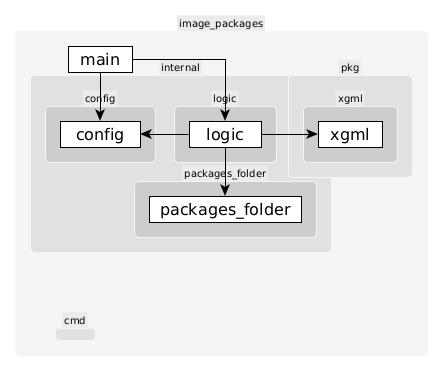 image_packages
main
internal
pkg
config
logic
xgml
config
logic
xgml
packages_folder
packages_folder
cmd